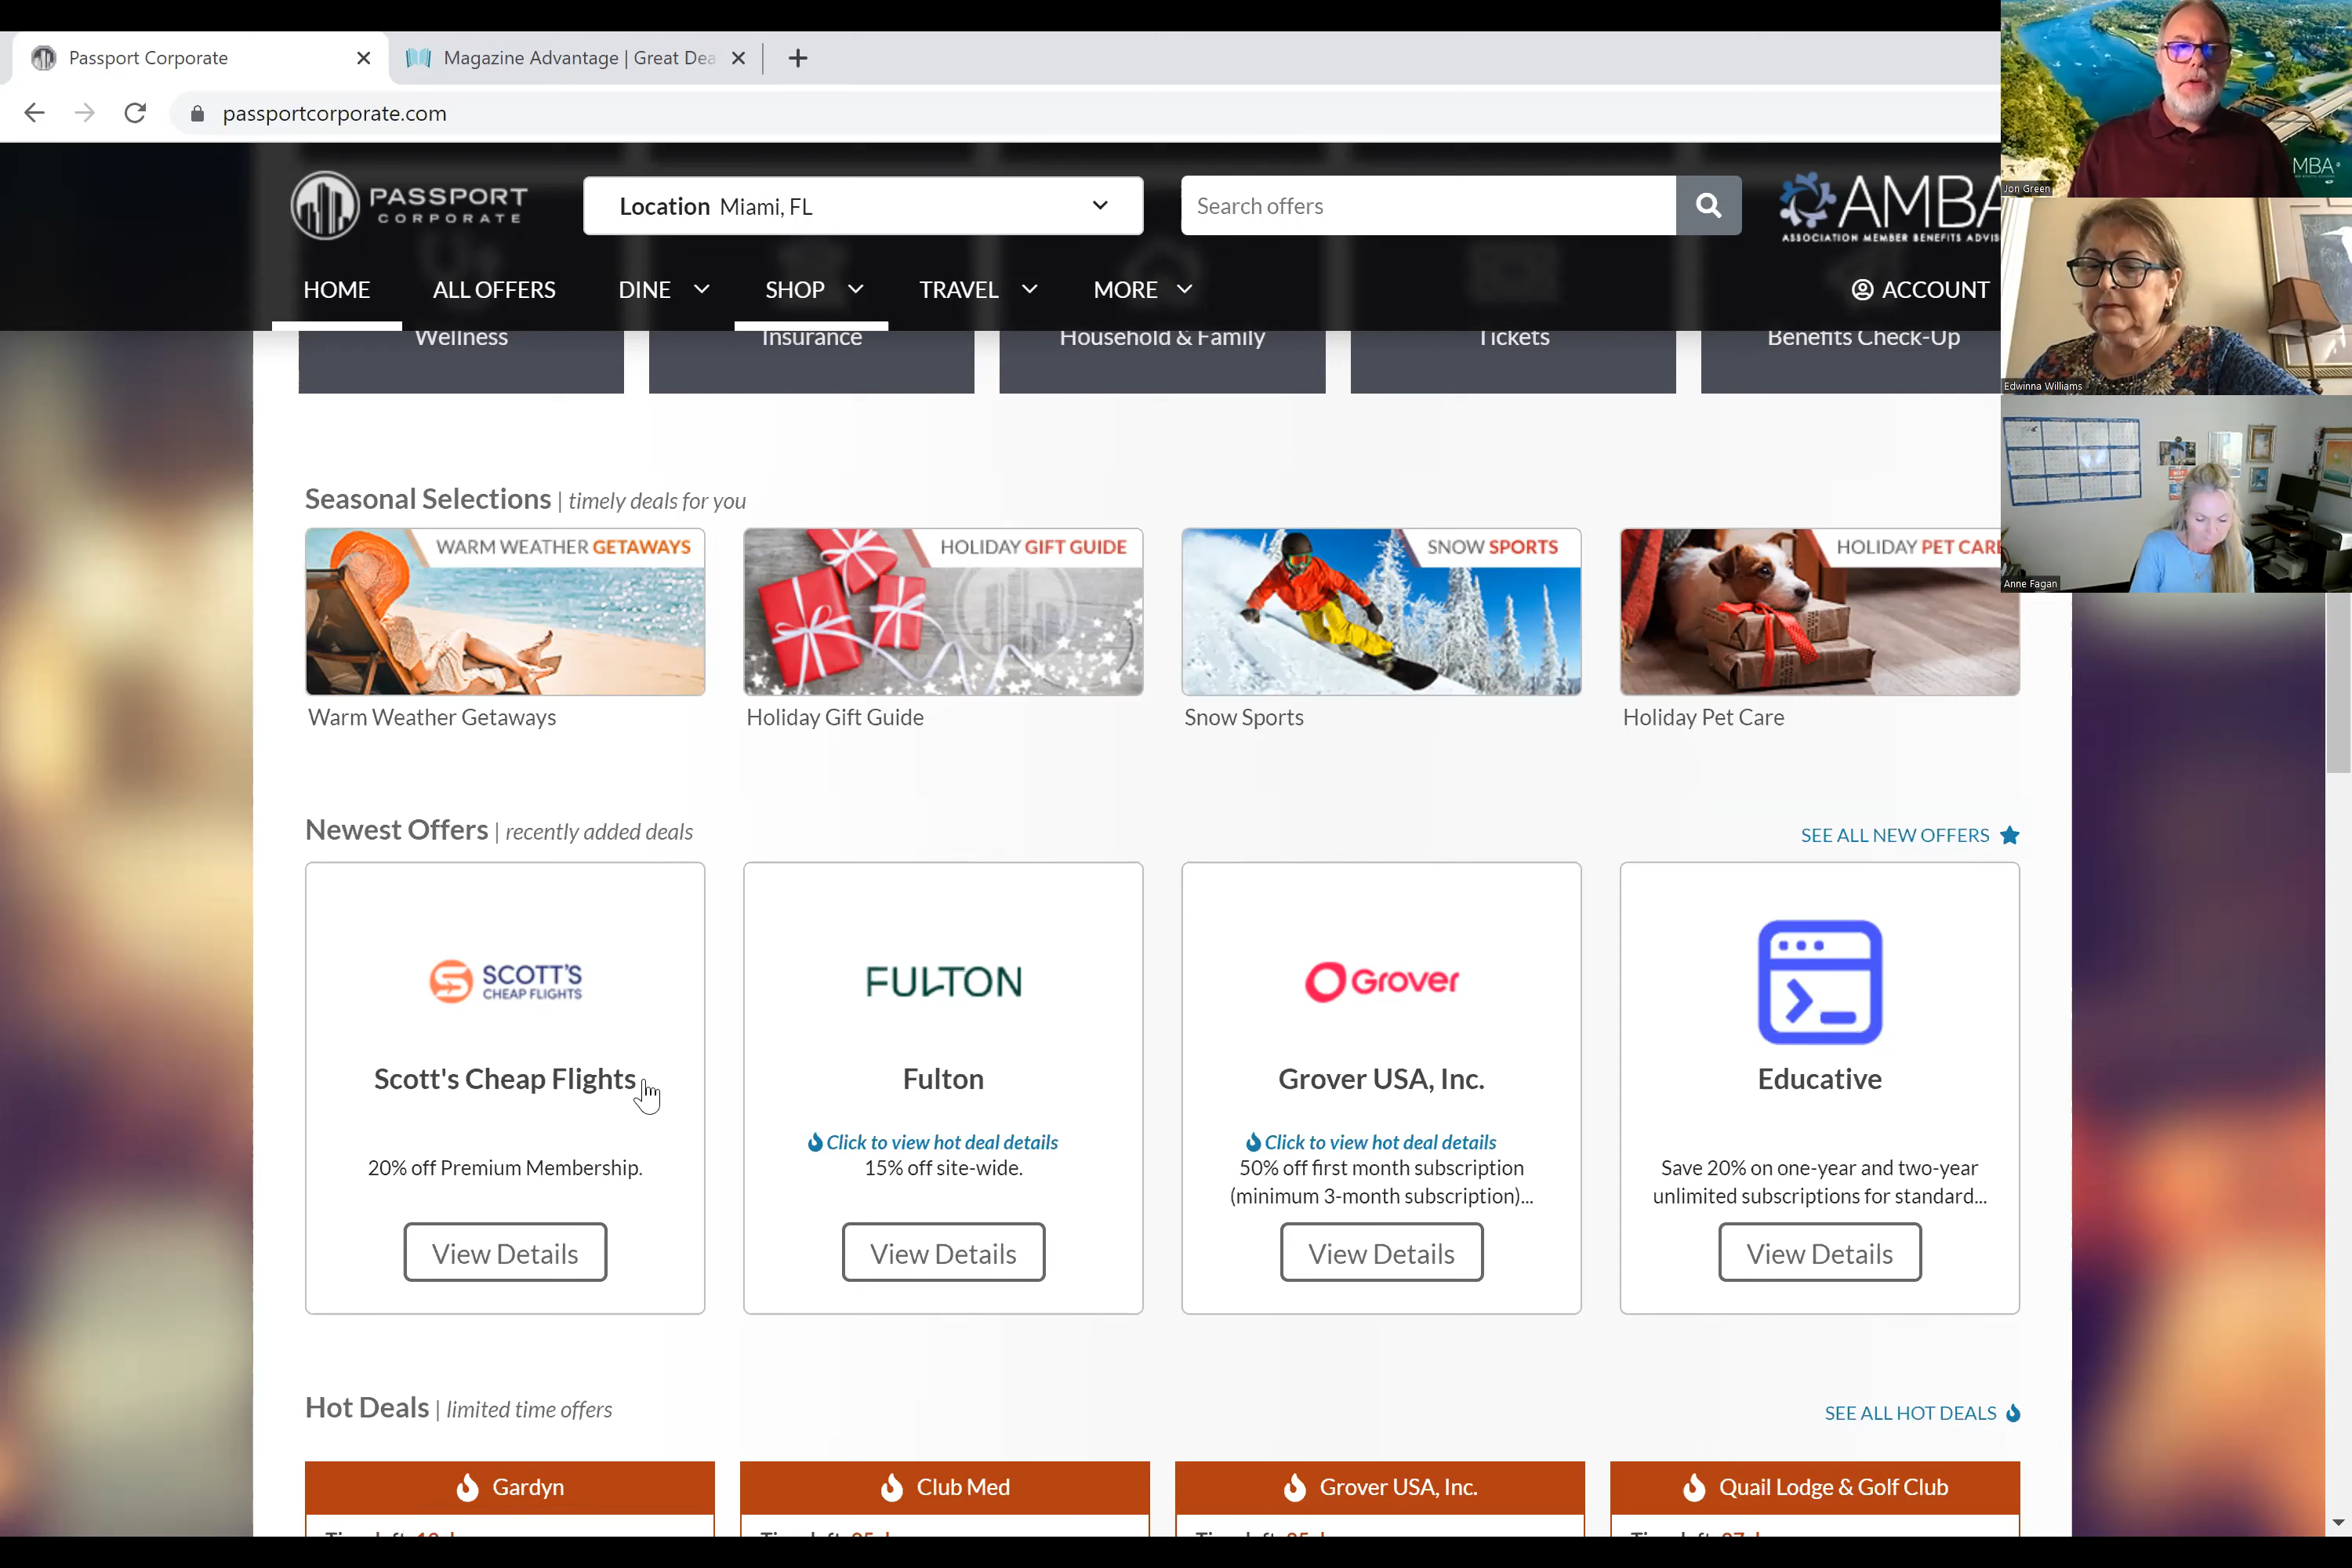 Passport Corporate
Magazine Advantage | Great Dea
passportcorporate.com
PASSPORT
CORPORATE
Location Miami, FL
Search offers
AMBA
ASSOCIATION MEMBER BENEFITS ADVIS
HOME
ALL OFFERS
DINE
SHOP
TRAVEL
MORE
ACCOUNT
Wellness
Insurance
Household & Family
Tickets
Benefits Check-Up
Seasonal Selections | timely deals for you
WARM WEATHER GETAWAYS
HOLIDAY GIFT GUIDE
SNOW SPORTS
HOLIDAY PET CARE
Warm Weather Getaways
Holiday Gift Guide
Snow Sports
Holiday Pet Care
Newest Offers | recently added deals
SEE ALL NEW OFFERS
SCOTT'S
CHEAP FLIGHTS
FULTON
Grover
Scott's Cheap Flights
Fulton
Grover USA, Inc.
Educative
20% off Premium Membership.
Click to view hot deal details
15% off site-wide.
Click to view hot deal details
50% off first month subscription
(minimum 3-month subscription)...
Save 20% on one-year and two-year
unlimited subscriptions for standard...
View Details
View Details
View Details
View Details
Hot Deals | limited time offers
SEE ALL HOT DEALS
Gardyn
Club Med
Grover USA, Inc.
Quail Lodge & Golf Club
MBA
Jon Green
Edwinna Williams
Anne Fagan